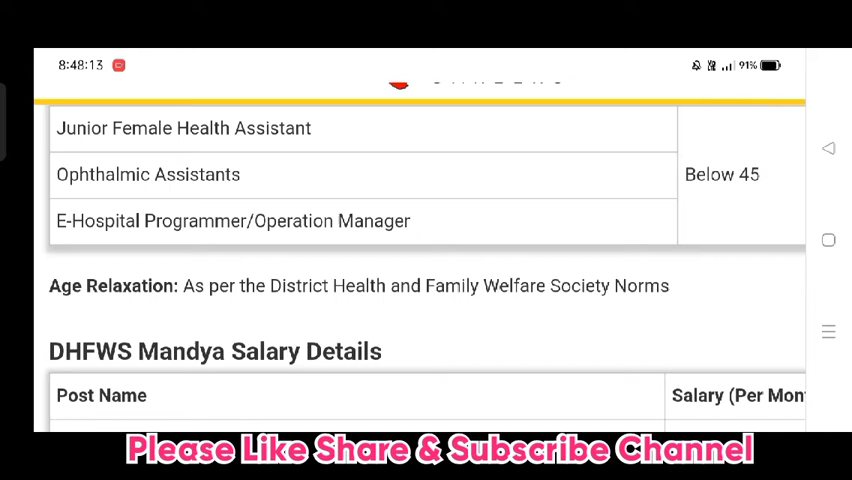 8:48:13
91%
Junior Female Health Assistant
Ophthalmic Assistants
Below 45
E-Hospital Programmer/Operation Manager
Age Relaxation: As per the District Health and Family Welfare Society Norms
DHFWS Mandya Salary Details
Post Name
Salary (Per Mon
Please Like Share & Subscribe Channel